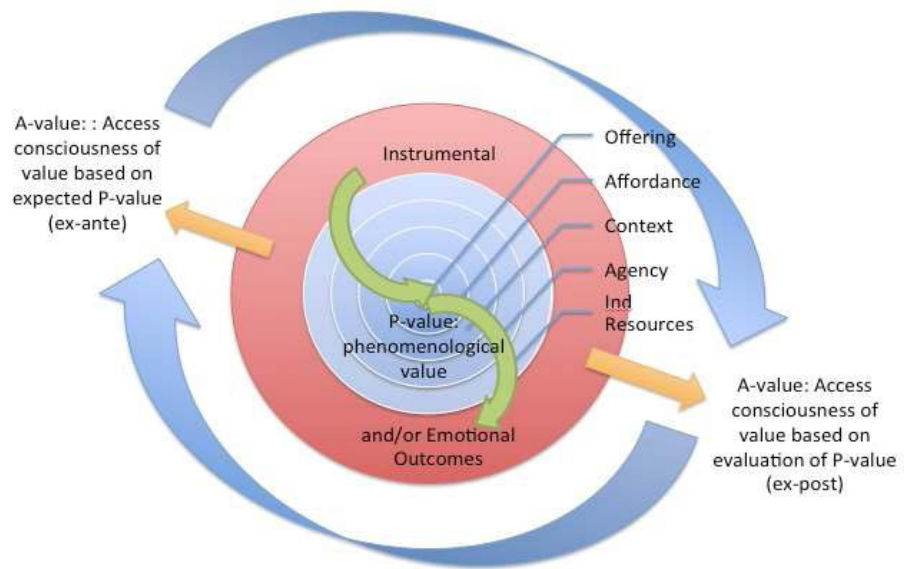 A-value: : Access
consciousness of
value based on
expected P-value
(ex-ante)
Instrumental
Offering
Affordance
Context
Agency
Ind
Resources
P-value:
phenomenological
value
and/or Emotional
Outcomes
A-value: Access
consciousness of
value based on
evaluation of P-value
(ex-post)